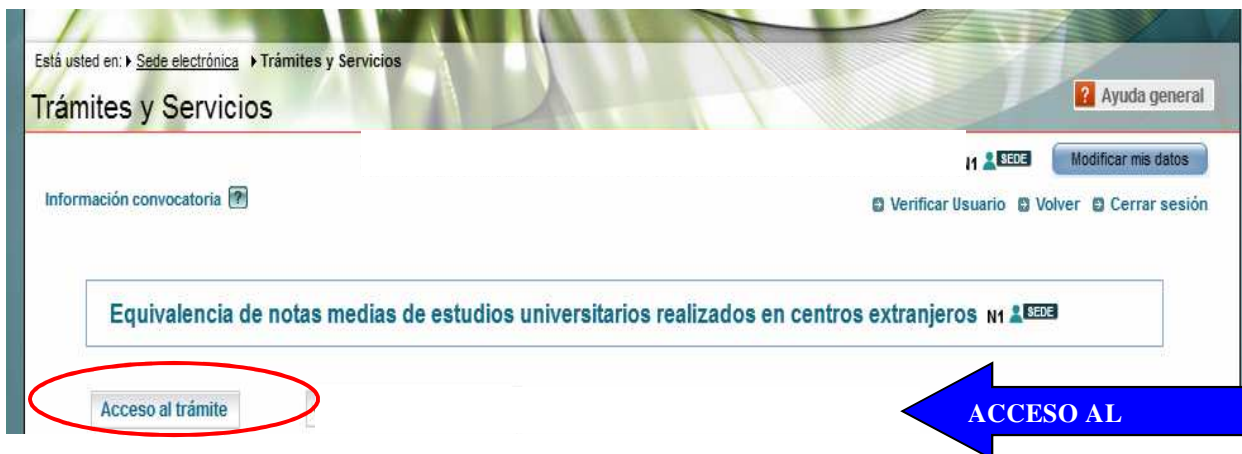 Está usted en: Sede electrónica Trámites y Servicios
Trámites y Servicios
? Ayuda general
N1 SEDE Modificar mis datos
Información convocatoria ?
Verificar Usuario Volver Cerrar sesión
Equivalencia de notas medias de estudios universitarios realizados en centros extranjeros N1 SEDE
Acceso al trámite
ACCESO AL